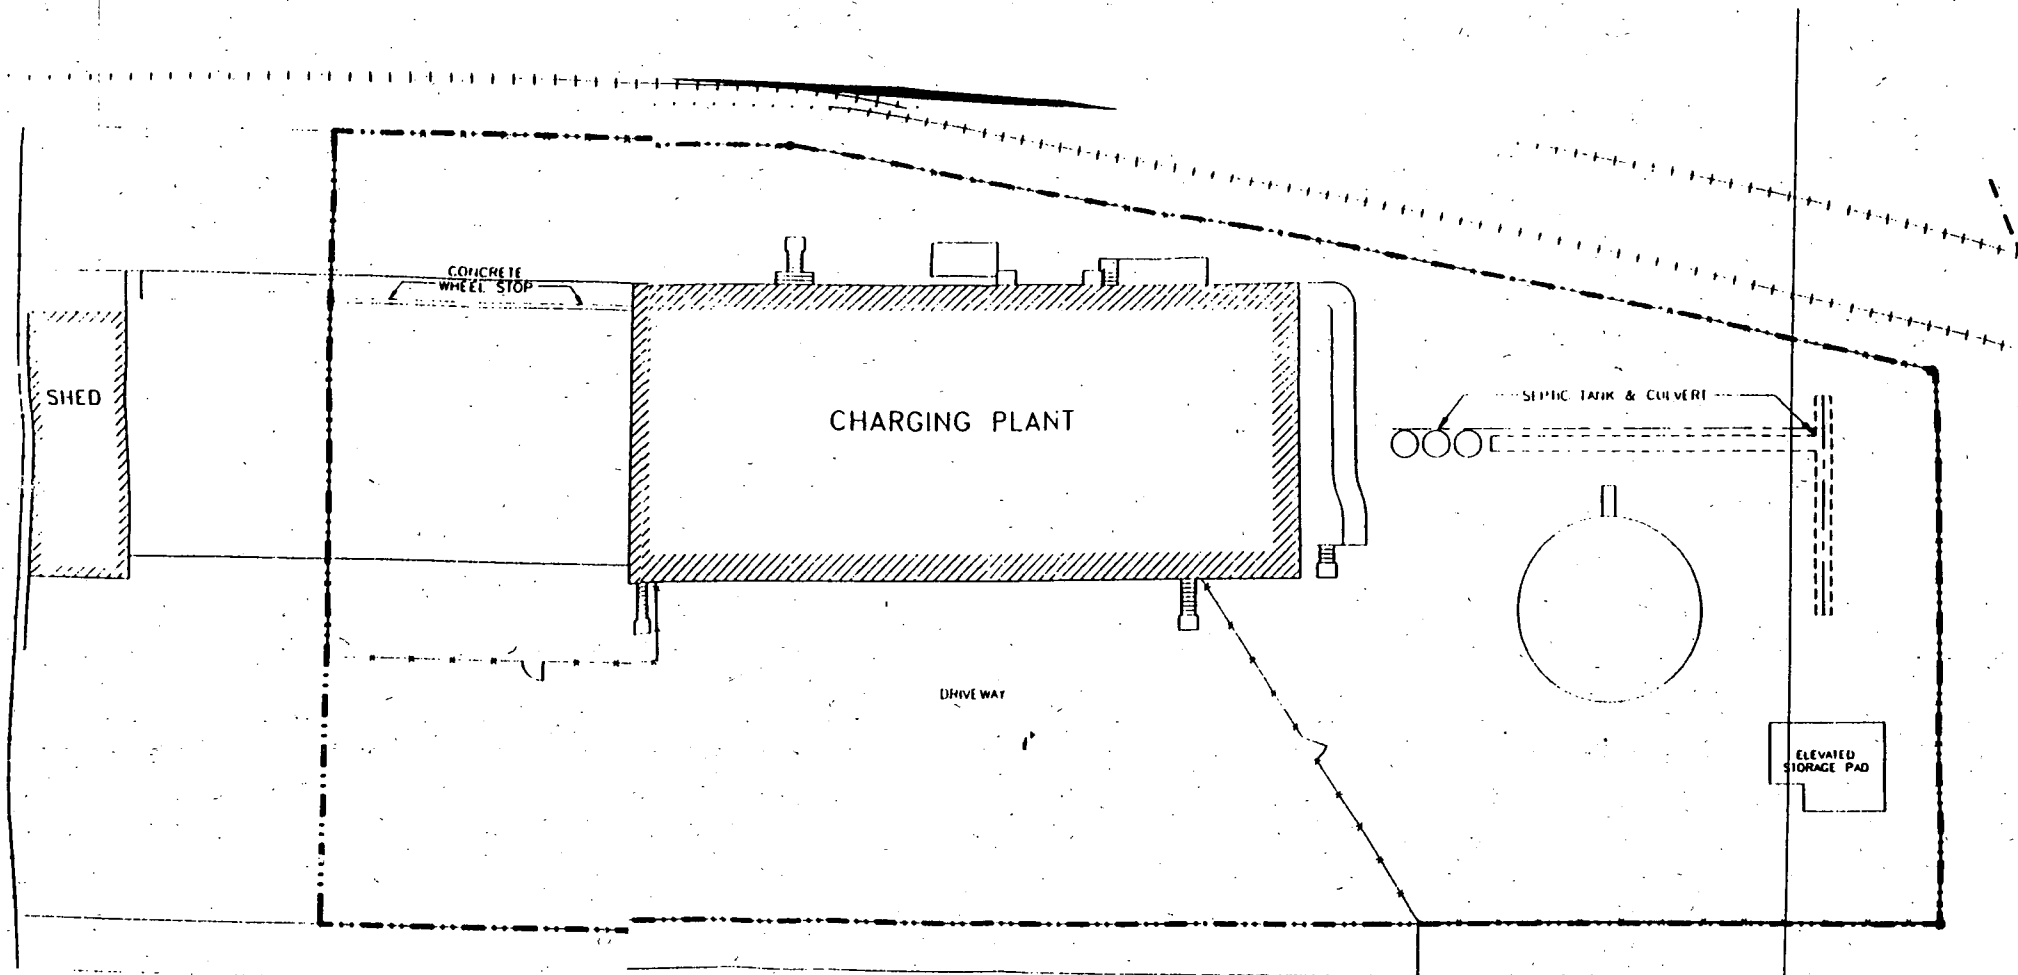 CONCRETE
WHEEL STOP
SHED
CHARGING PLANT
SEPTIC TANK & CULVERT
DRIVEWAY
ELEVATED
STORAGE PAD